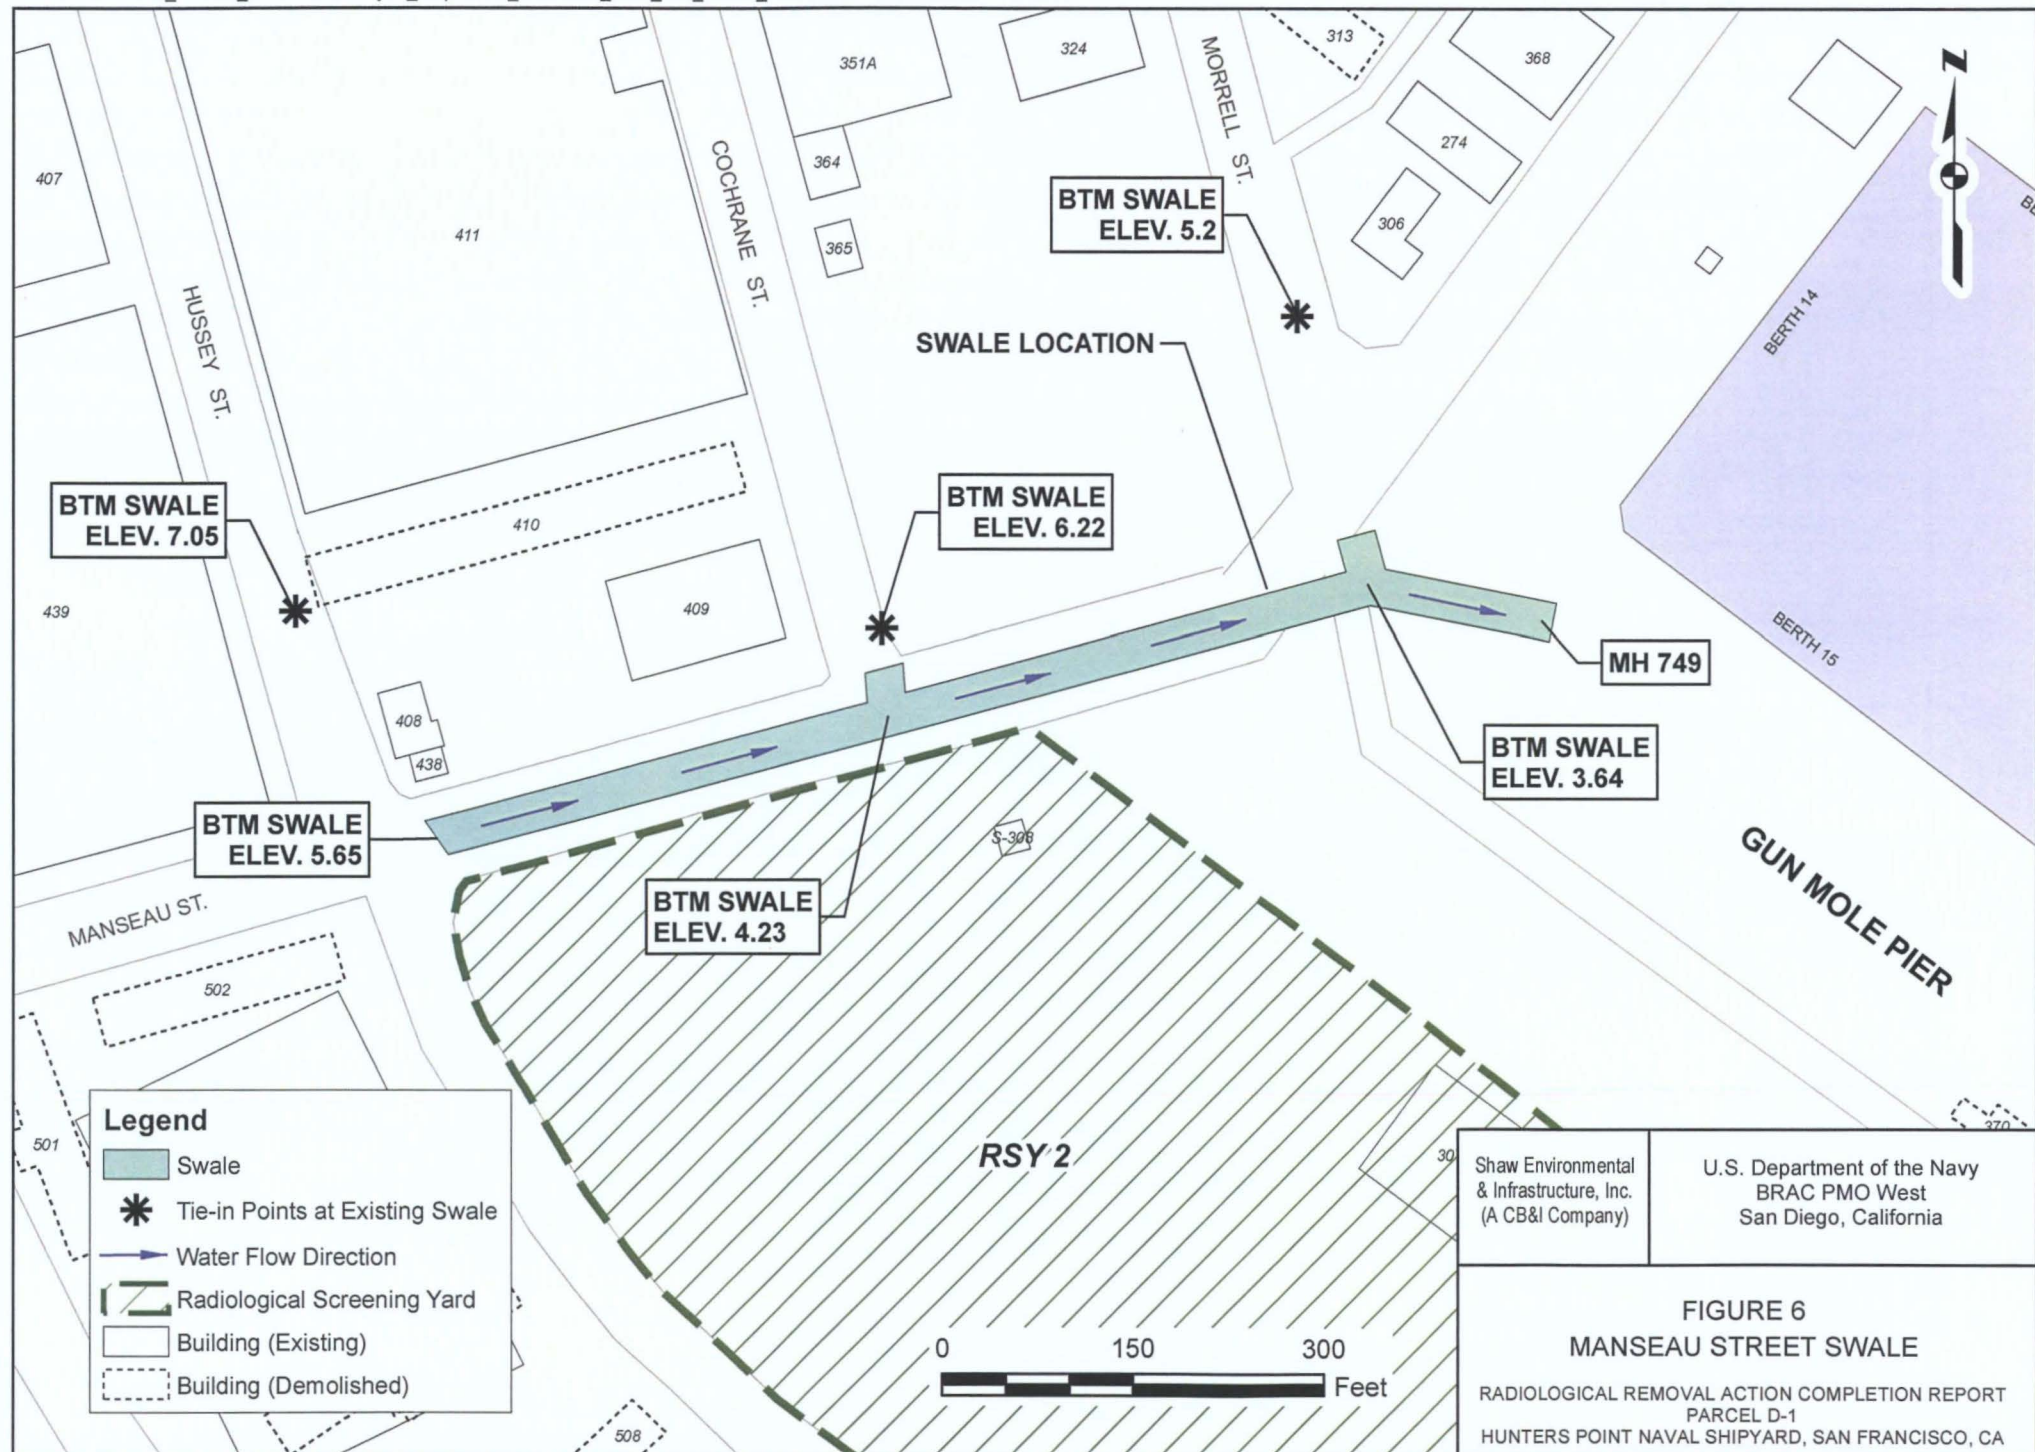 313
324
351A
368
MORRELL ST.
274
364
407
COCHRANE ST.
BTM SWALE
ELEV. 5.2
306
411
365
N
HUSSEY ST.
BERTH 14
SWALE LOCATION
BTM SWALE
ELEV. 7.05
BTM SWALE
ELEV. 6.22
410
439
409
BERTH 15
MH 749
408
438
BTM SWALE
ELEV. 3.64
BTM SWALE
ELEV. 5.65
S-308
GUN MOLE PIER
BTM SWALE
ELEV. 4.23
MANSEAU ST.
502
501
RSY 2
30
370
508
Legend
Swale
Tie-in Points at Existing Swale
Water Flow Direction
Radiological Screening Yard
Building (Existing)
Building (Demolished)
0 150 300
Feet
Shaw Environmental
& Infrastructure, Inc.
(A CB&I Company)
U.S. Department of the Navy
BRAC PMO West
San Diego, California
FIGURE 6
MANSEAU STREET SWALE
RADIOLOGICAL REMOVAL ACTION COMPLETION REPORT
PARCEL D-1
HUNTERS POINT NAVAL SHIPYARD, SAN FRANCISCO, CA